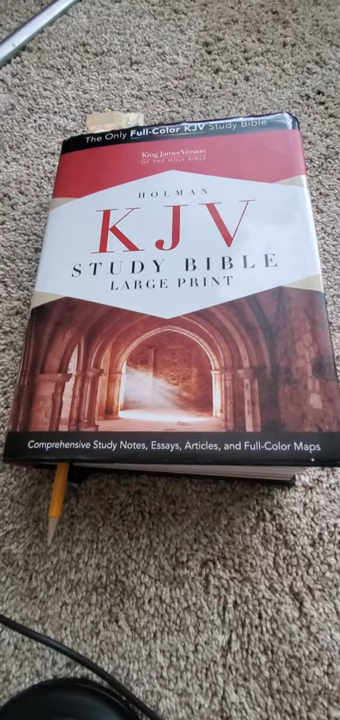 The Only Full-Color KJV Study Bible
King James Version
OF THE HOLY BIBLE
HOLMAN
KJV
STUDY BIBLE
LARGE PRINT
Comprehensive Study Notes, Essays, Articles, and Full-Color Maps